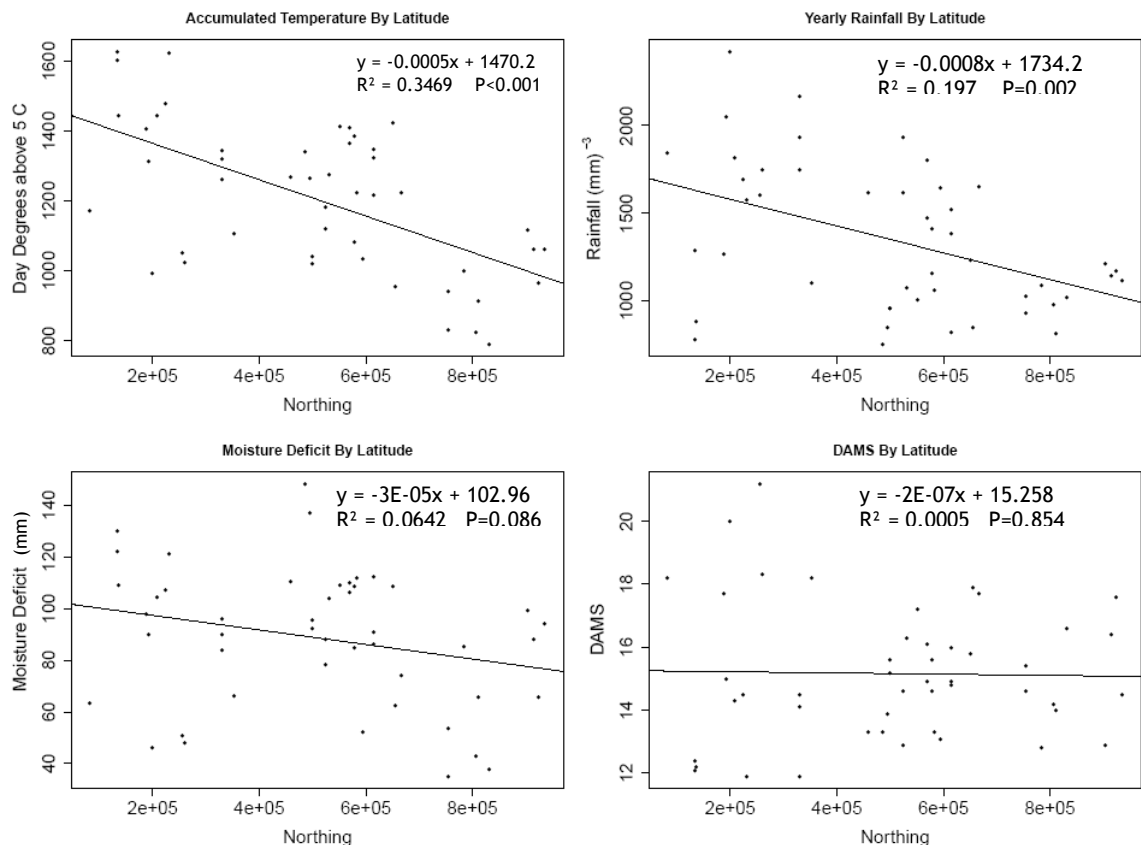 Accumulated Temperature By Latitude
y = -0.0005x + 1470.2
R² = 0.3469 P<0.001
Day Degrees above 5 C
1600
1400
1200
1000
800
2e+05 4e+05 6e+05 8e+05
Northing
Yearly Rainfall By Latitude
y = -0.0008x + 1734.2
R² = 0.197 P=0.002
Rainfall (mm)⁻³
2000
1500
1000
2e+05 4e+05 6e+05 8e+05
Northing
Moisture Deficit By Latitude
y = -3E-05x + 102.96
R² = 0.0642 P=0.086
Moisture Deficit (mm)
140
120
100
80
60
40
2e+05 4e+05 6e+05 8e+05
Northing
DAMS By Latitude
y = -2E-07x + 15.258
R² = 0.0005 P=0.854
DAMS
20
18
16
14
12
2e+05 4e+05 6e+05 8e+05
Northing